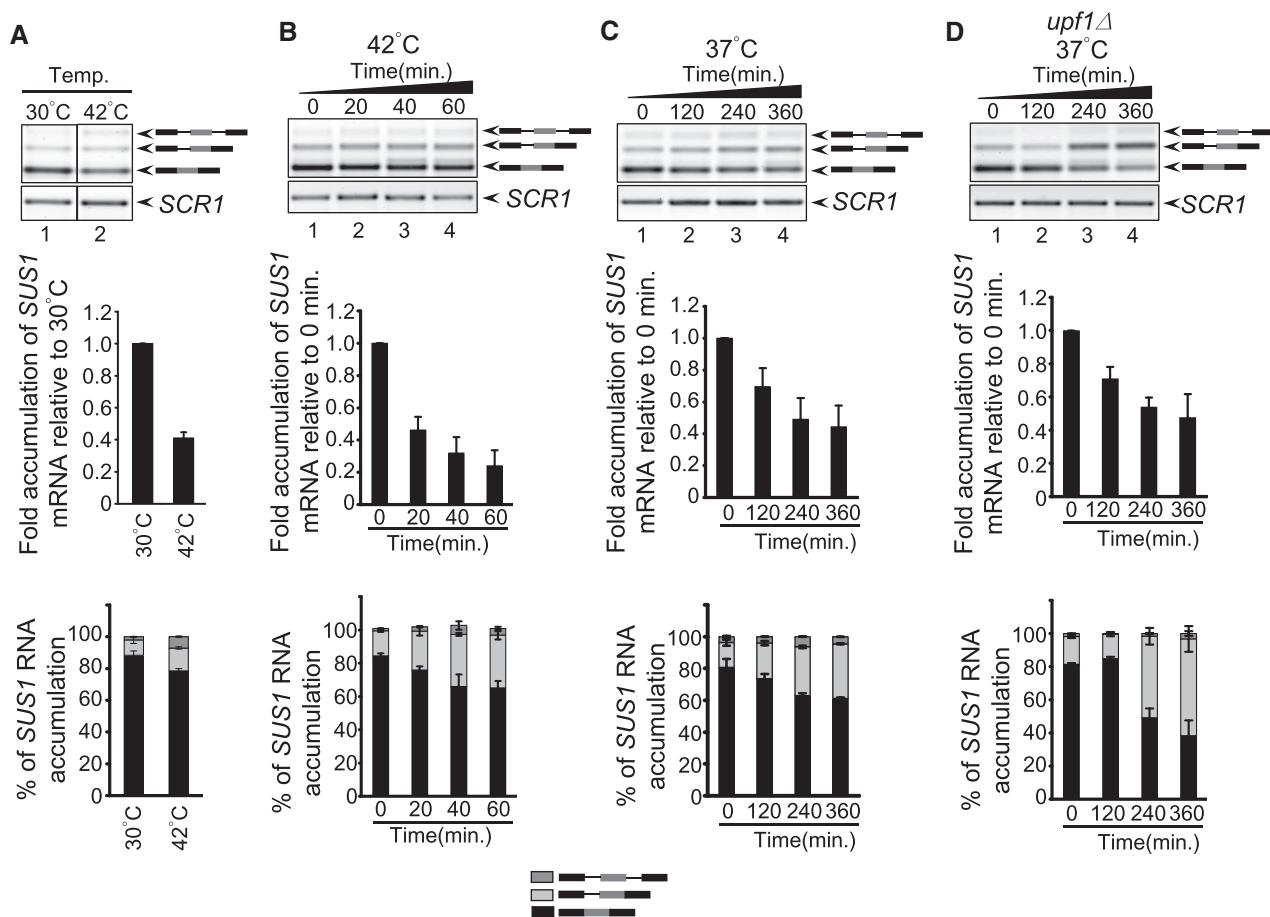 A
Temp.
30°C 42°C
SCR1
1 2
Fold accumulation of SUS1
mRNA relative to 30°C
1.2
1.0
0.8
0.6
0.4
0.2
0
30°C
42°C
% of SUS1 RNA
accumulation
100
80
60
40
20
0
30°C
42°C
B
42°C
Time(min.)
0 20 40 60
SCR1
1 2 3 4
Fold accumulation of SUS1
mRNA relative to 0 min.
1.2
1.0
0.8
0.6
0.4
0.2
0
0 20 40 60
Time(min.)
% of SUS1 RNA
accumulation
100
80
60
40
20
0
0 20 40 60
Time(min.)
C
37°C
Time(min.)
0 120 240 360
SCR1
1 2 3 4
Fold accumulation of SUS1
mRNA relative to 0 min.
1.2
1.0
0.8
0.6
0.4
0.2
0
0 120 240 360
Time(min.)
% of SUS1 RNA
accumulation
100
80
60
40
20
0
0 120 240 360
Time(min.)
D
upf1Δ
37°C
Time(min.)
0 120 240 360
SCR1
1 2 3 4
Fold accumulation of SUS1
mRNA relative to 0 min.
1.2
1.0
0.8
0.6
0.4
0.2
0
0 120 240 360
Time(min.)
% of SUS1 RNA
accumulation
100
80
60
40
20
0
0 120 240 360
Time(min.)